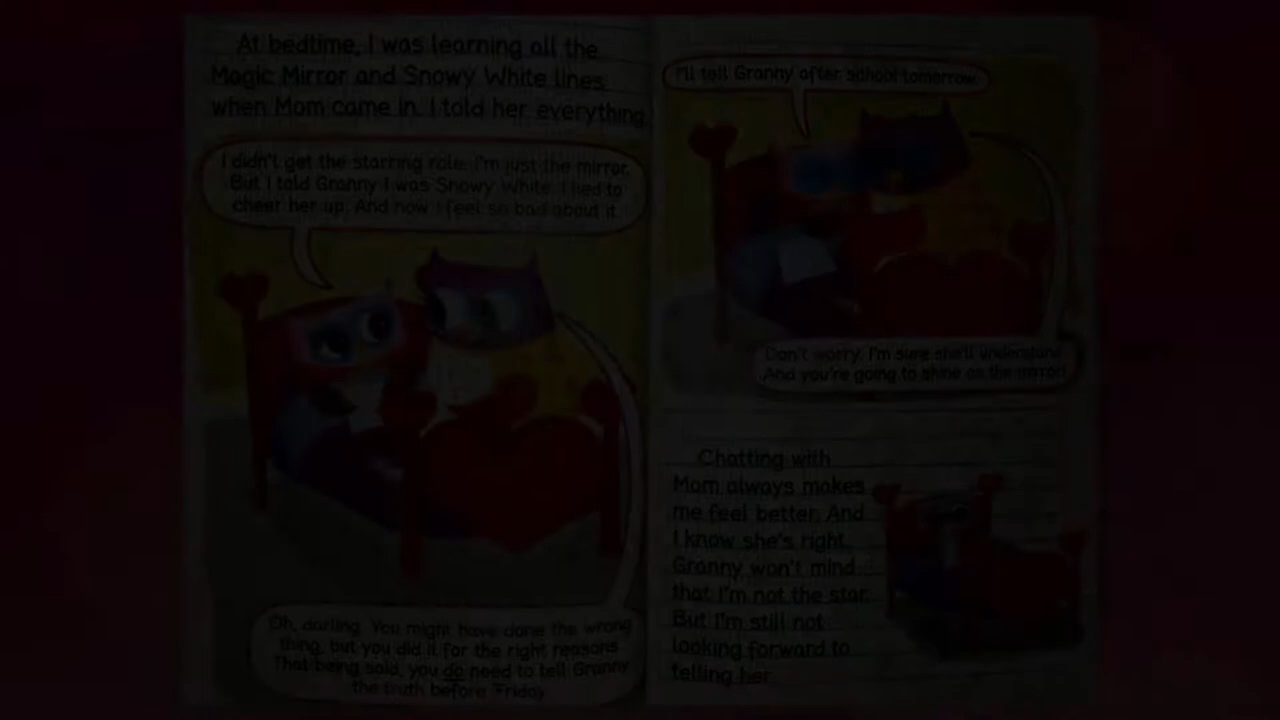 At bedtime, I was learning all the
Magic Mirror and Snowy White lines
when Mom came in. I told her everything.
I didn't get the starring role. I'm just the mirror.
But I told Granny I was Snowy White. I lied to
cheer her up. And now I feel so bad about it.
Oh, darling. You might have done the wrong
thing, but you did it for the right reasons.
That being said, you do need to tell Granny
the truth before Friday.
I'll tell Granny after school tomorrow.
Don't worry. I'm sure she'll understand.
And you're going to shine as the mirror!
Chatting with
Mom always makes
me feel better. And
I know she's right.
Granny won't mind
that I'm not the star.
But I'm still not
looking forward to
telling her.